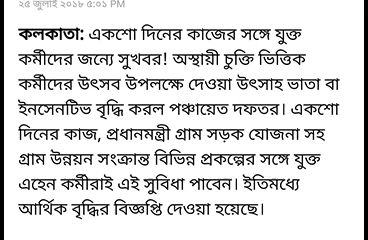 ২৫ জুলাই ২০১৮ ৫:০১ PM
কলকাতা: একশো দিনের কাজের সঙ্গে যুক্ত
কর্মীদের জন্যে সুখবর! অস্থায়ী চুক্তি ভিত্তিক
কর্মীদের উৎসব উপলক্ষে দেওয়া উৎসাহ ভাতা বা
ইনসেনটিভ বৃদ্ধি করল পঞ্চায়েত দফতর। একশো
দিনের কাজ, প্রধানমন্ত্রী গ্রাম সড়ক যোজনা সহ
গ্রাম উন্নয়ন সংক্রান্ত বিভিন্ন প্রকল্পের সঙ্গে যুক্ত
এহেন কর্মীরাই এই সুবিধা পাবেন। ইতিমধ্যে
আর্থিক বৃদ্ধির বিজ্ঞপ্তি দেওয়া হয়েছে।